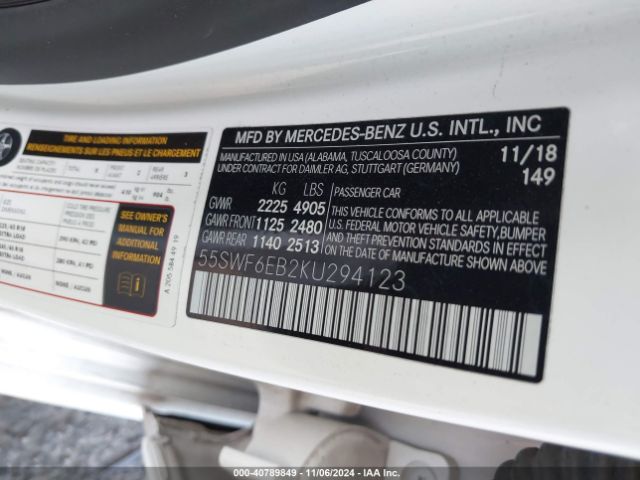 TIRE-AND-LOADING INFORMATION
RENSEIGNEMENTS SUR LES PNEUS ET LE CHARGEMENT
SEE OWNER'S
MANUAL
FOR
ADDITIONAL
INFORMATION
A 205 584 49 19
MFD BY MERCEDES-BENZ U.S. INTL., INC
MANUFACTURED IN USA (ALABAMA, TUSCALOOSA COUNTY) 11/18
UNDER CONTRACT FOR DAIMLER AG, STUTTGART (GERMANY) 149
KG LBS PASSENGER CAR
GVWR 2225 4905
GAWR FRONT 1125 2480
GAWR REAR 1140 2513
THIS VEHICLE CONFORMS TO ALL APPLICABLE
U.S. FEDERAL MOTOR VEHICLE SAFETY, BUMPER
AND THEFT PREVENTION STANDARDS IN EFFECT
ON THE DATE OF MANUFACTURE SHOWN ABOVE.
55SWF6EB2KU294123
000-40789849 - 11/06/2024 - IAA Inc.